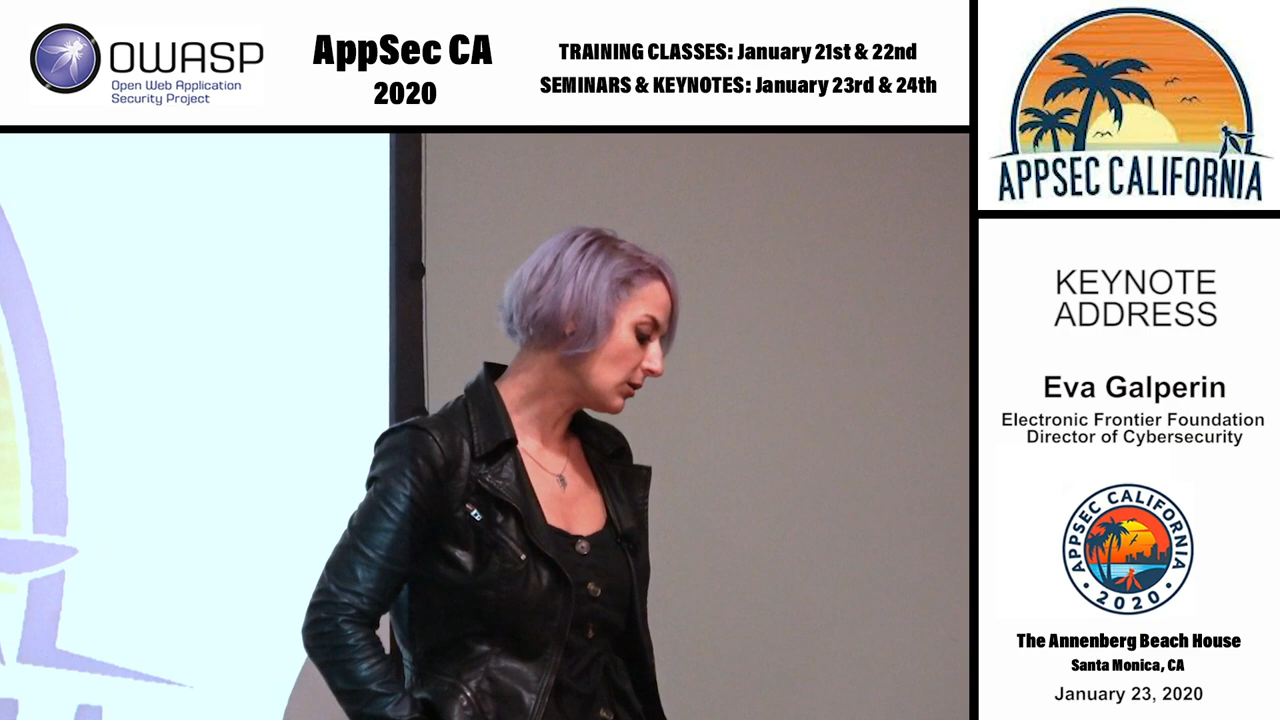 OWASP
Open Web Application
Security Project
AppSec CA
2020
TRAINING CLASSES: January 21st & 22nd
SEMINARS & KEYNOTES: January 23rd & 24th
APPSEC CALIFORNIA
KEYNOTE
ADDRESS
Eva Galperin
Electronic Frontier Foundation
Director of Cybersecurity
APPSEC CALIFORNIA
• 2020 •
The Annenberg Beach House
Santa Monica, CA
January 23, 2020